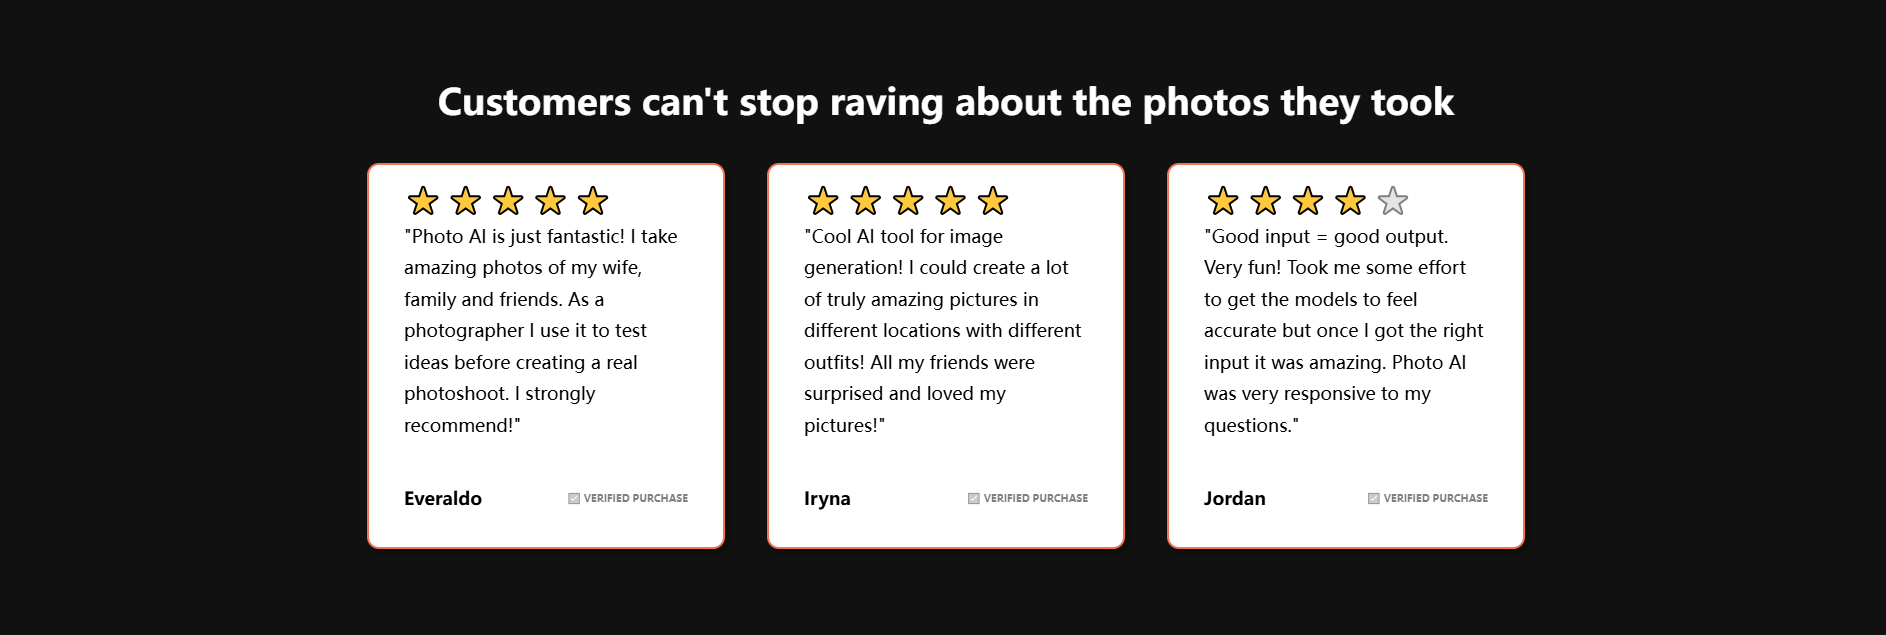 Customers can't stop raving about the photos they took
"Photo AI is just fantastic! I take
amazing photos of my wife,
family and friends. As a
photographer I use it to test
ideas before creating a real
photoshoot. I strongly
recommend!"
Everaldo
VERIFIED PURCHASE
"Cool AI tool for image
generation! I could create a lot
of truly amazing pictures in
different locations with different
outfits! All my friends were
surprised and loved my
pictures!"
Iryna
VERIFIED PURCHASE
"Good input = good output.
Very fun! Took me some effort
to get the models to feel
accurate but once I got the right
input it was amazing. Photo AI
was very responsive to my
questions."
Jordan
VERIFIED PURCHASE